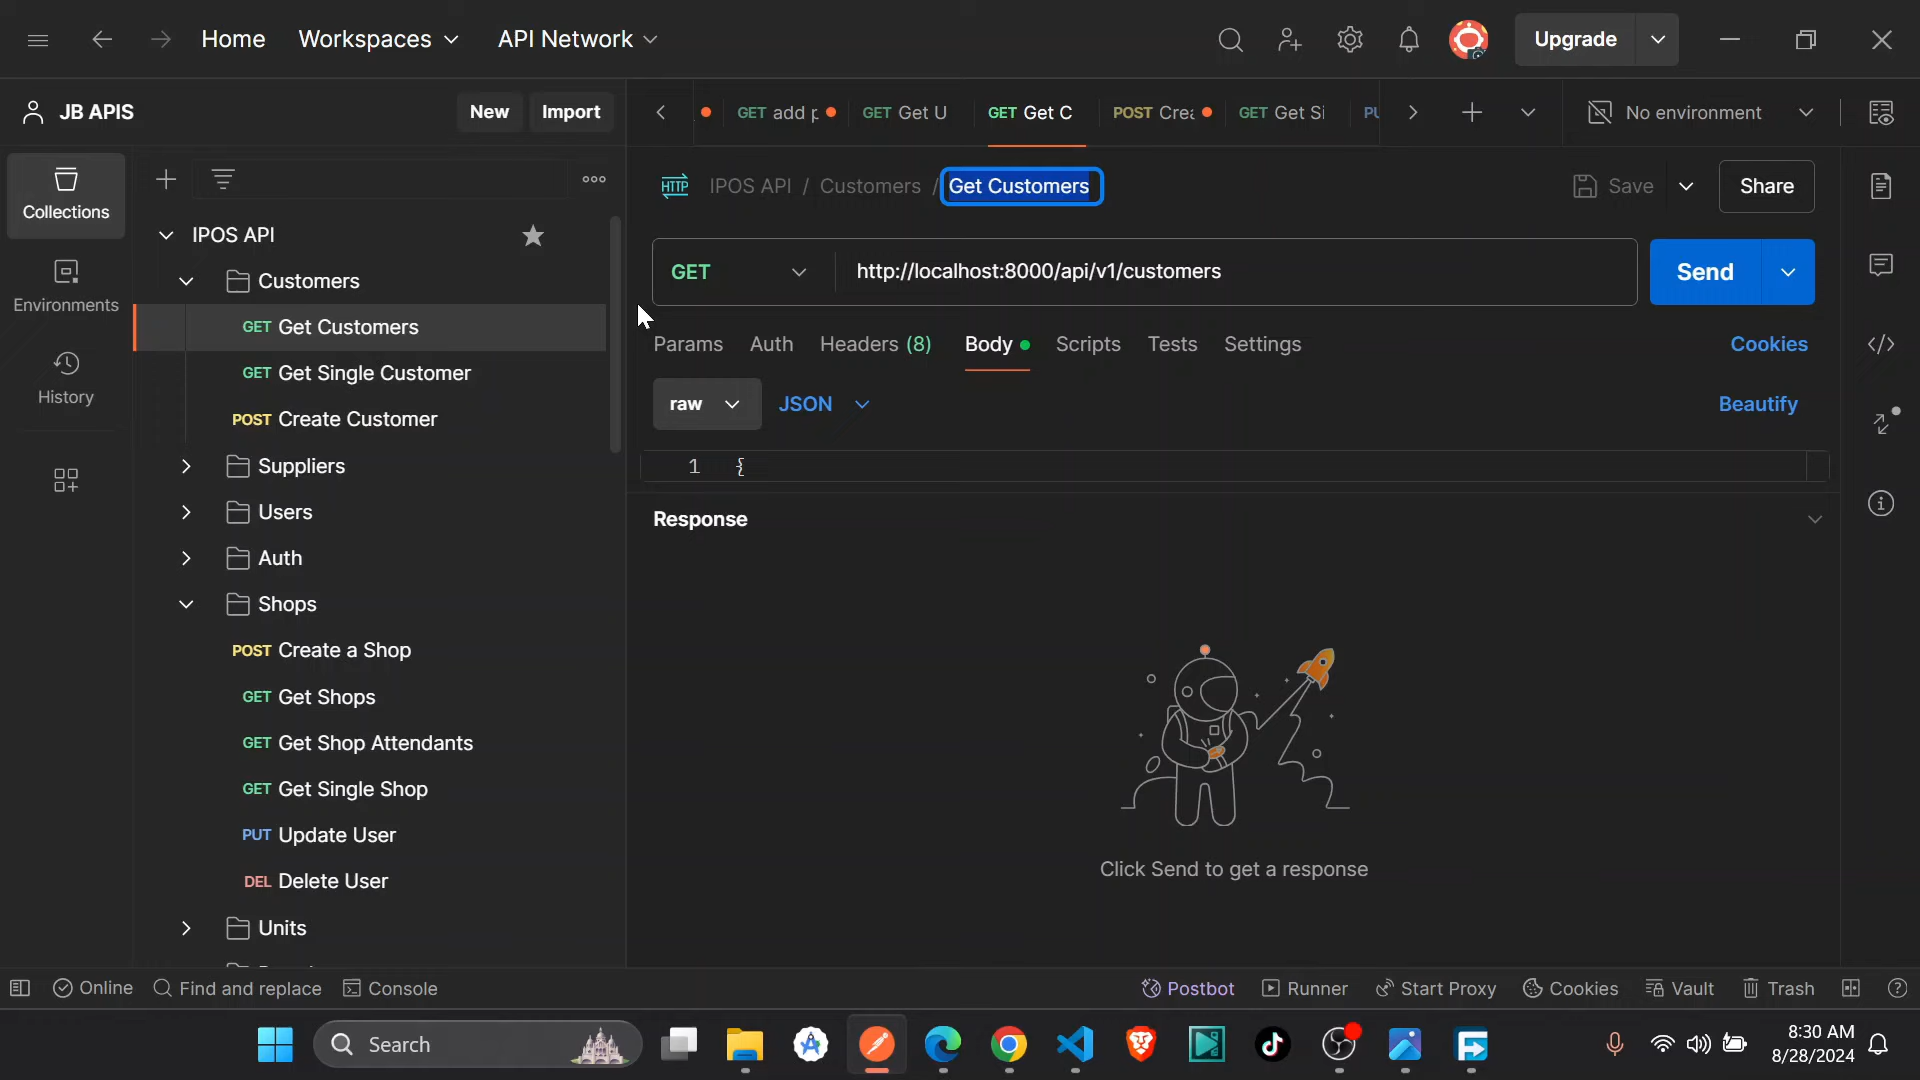 Home Workspaces API Network Upgrade
JB APIS New Import
GET add p GET Get U GET Get C POST Crea GET Get Si PU No environment
Collections
Environments
History
IPOS API
Customers
GET Get Customers
GET Get Single Customer
POST Create Customer
Suppliers
Users
Auth
Shops
POST Create a Shop
GET Get Shops
GET Get Shop Attendants
GET Get Single Shop
PUT Update User
DEL Delete User
Units
HTTP IPOS API / Customers / Get Customers Save Share
GET http://localhost:8000/api/v1/customers Send
Params Auth Headers (8) Body Scripts Tests Settings Cookies
raw JSON Beautify
1 {
Response
Click Send to get a response
Online Find and replace Console Postbot Runner Start Proxy Cookies Vault Trash
Search
8:30 AM
8/28/2024